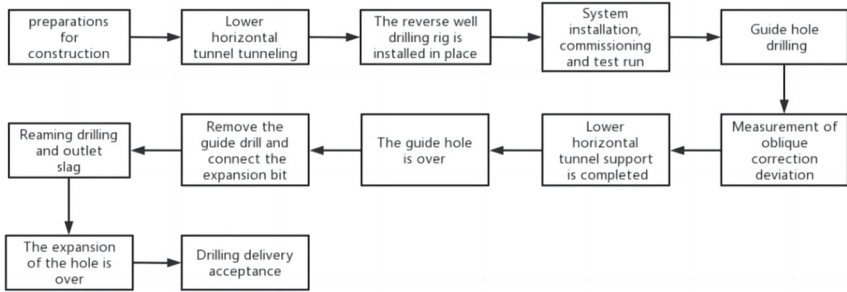 preparations
for
construction
Lower
horizontal
tunnel tunneling
The reverse well
drilling rig is
installed in place
System
installation,
commissioning
and test run
Guide hole
drilling
Measurement of
oblique
correction
deviation
Lower
horizontal
tunnel support
is completed
The guide hole
is over
Remove the
guide drill and
connect the
expansion bit
Reaming drilling
and outlet
slag
The expansion
of the hole is
over
Drilling delivery
acceptance